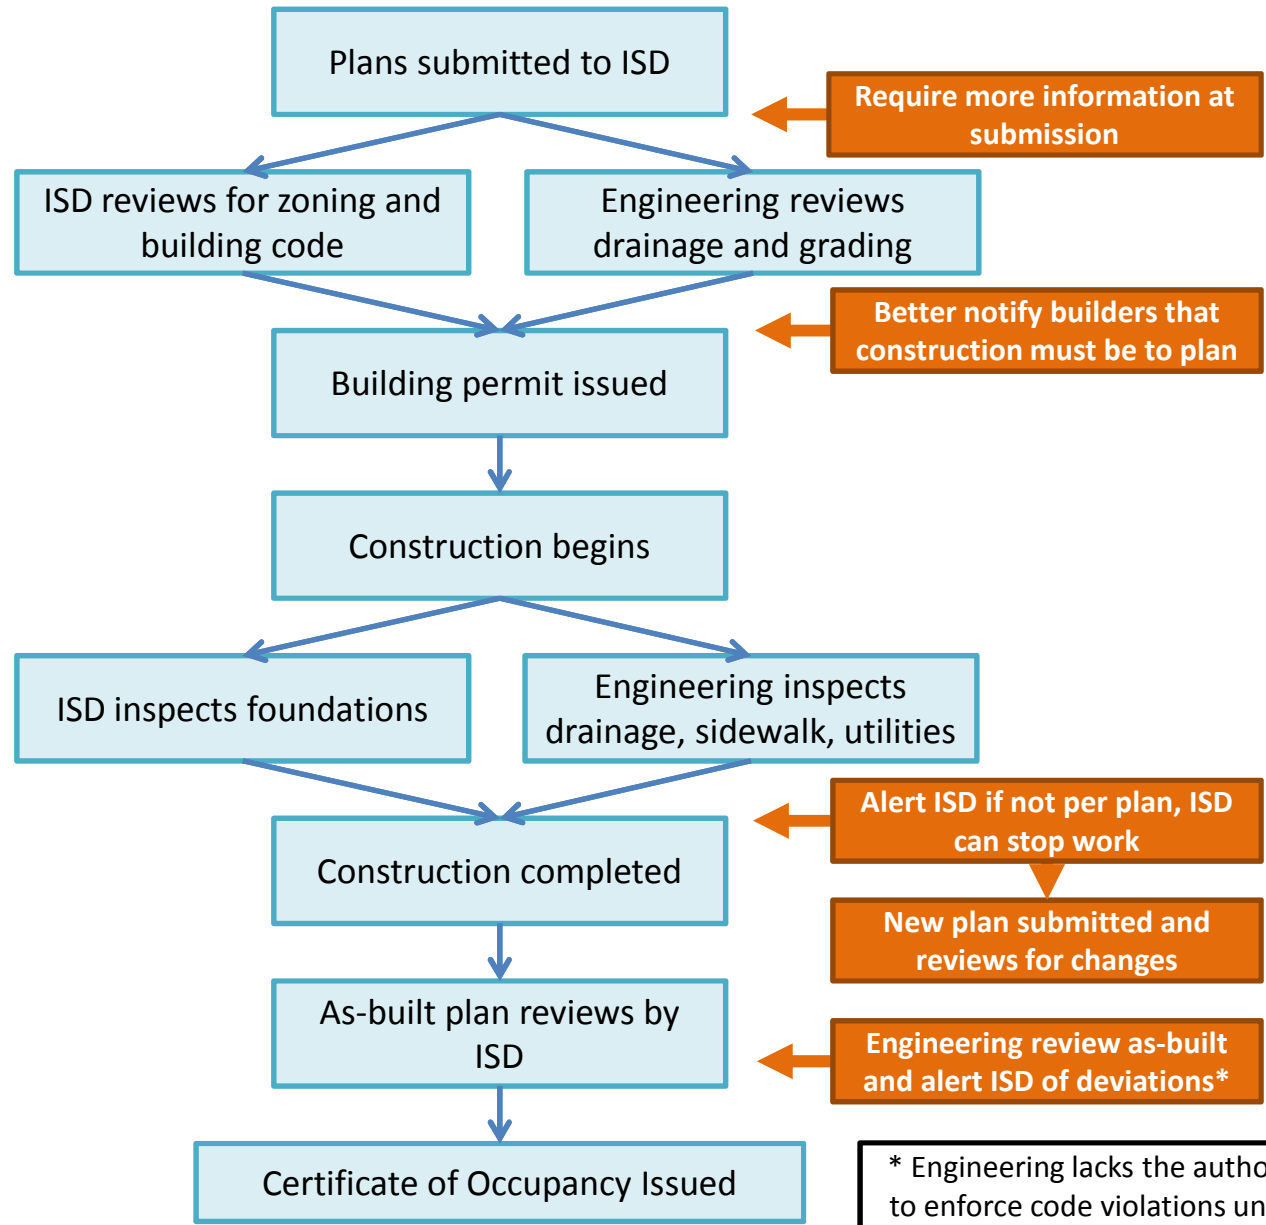 Plans submitted to ISD
Require more information at
submission
ISD reviews for zoning and
building code
Engineering reviews
drainage and grading
Better notify builders that
construction must be to plan
Building permit issued
Construction begins
ISD inspects foundations
Engineering inspects
drainage, sidewalk, utilities
Alert ISD if not per plan, ISD
can stop work
Construction completed
New plan submitted and
reviews for changes
As-built plan reviews by
ISD
Engineering review as-built
and alert ISD of deviations*
Certificate of Occupancy Issued
* Engineering lacks the
to enforce code violations